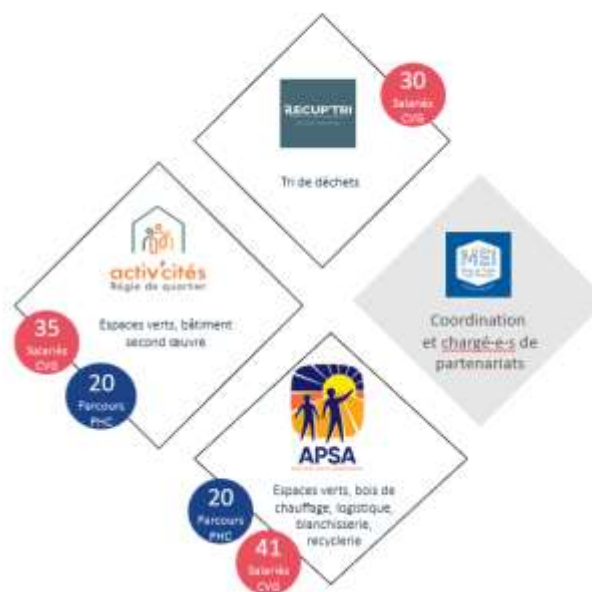 30
Salariés
CVG
RECUP'TRI
Tri de déchets
activ'cités
Régie de quartier
Espaces verts, bâtiment
second œuvre
35
Salariés
CVG
20
Parcours
PHC
MEI
Coordination
et chargé-e-s de
partenariats
APSA
Espaces verts, bois de
chauffage, logistique,
blanchisserie,
recyclerie
20
Parcours
PHC
41
Salariés
CVG